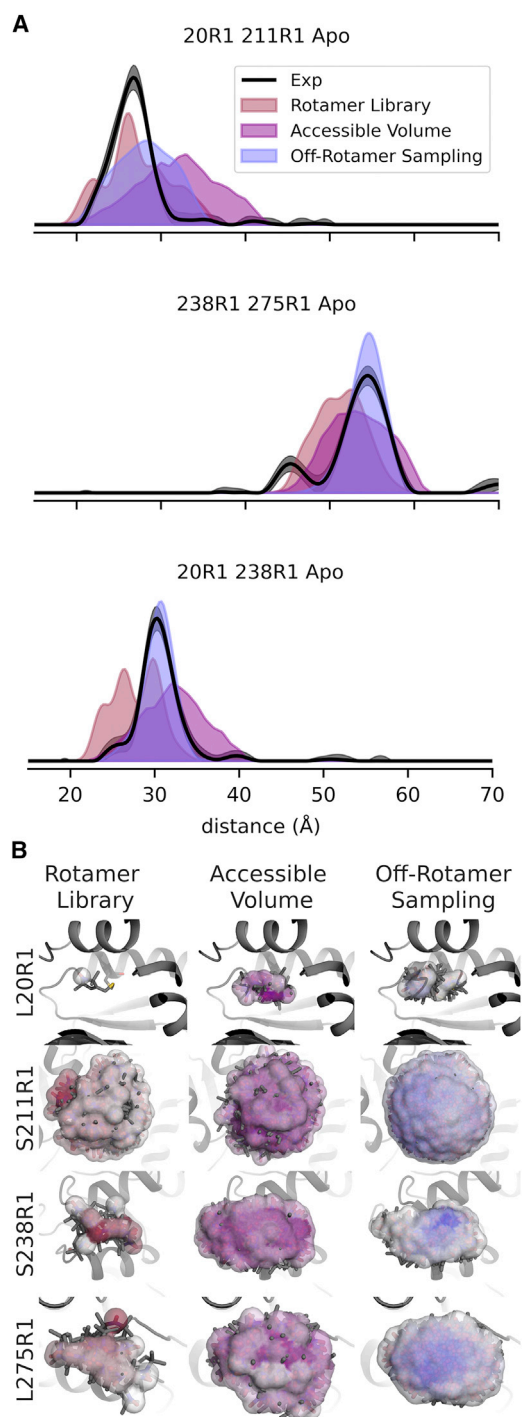 A
20R1 211R1 Apo
Exp
Rotamer Library
Accessible Volume
Off-Rotamer Sampling
238R1 275R1 Apo
20R1 238R1 Apo
20 30 40 50 60 70
distance (Å)
B
Rotamer Library
Accessible Volume
Off-Rotamer Sampling
L20R1
S211R1
S238R1
L275R1